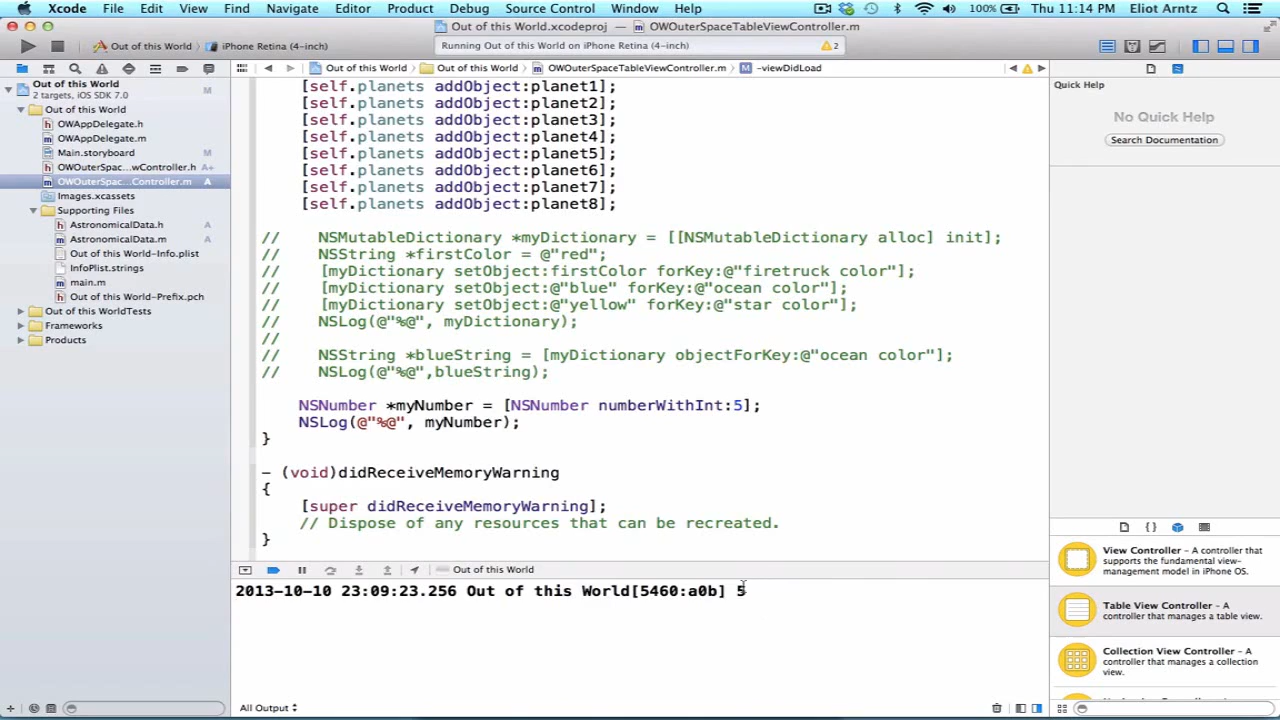 Xcode File Edit View Find Navigate Editor Product Debug Source Control Window Help 100% Thu 11:14 PM Eliot Arntz
Out of this World.xcodeproj — OWOuterSpaceTableViewController.m
Out of this World iPhone Retina (4-inch) Running Out of this World on iPhone Retina (4-inch) 2
Out of this World Out of this World OWOuterSpaceTableViewController.m -viewDidLoad
Out of this World M
2 targets, iOS SDK 7.0
Out of this World
OWAppDelegate.h
OWAppDelegate.m
Main.storyboard M
OWOuterSpac...wController.h A+
OWOuterSpac...Controller.m A
Images.xcassets
Supporting Files
AstronomicalData.h A
AstronomicalData.m A
Out of this World-Info.plist
InfoPlist.strings
main.m
Out of this World-Prefix.pch
Out of this WorldTests
Frameworks
Products
[self.planets addObject:planet1];
[self.planets addObject:planet2];
[self.planets addObject:planet3];
[self.planets addObject:planet4];
[self.planets addObject:planet5];
[self.planets addObject:planet6];
[self.planets addObject:planet7];
[self.planets addObject:planet8];
// NSMutableDictionary *myDictionary = [[NSMutableDictionary alloc] init];
// NSString *firstColor = @"red";
// [myDictionary setObject:firstColor forKey:@"firetruck color"];
// [myDictionary setObject:@"blue" forKey:@"ocean color"];
// [myDictionary setObject:@"yellow" forKey:@"star color"];
// NSLog(@"%@", myDictionary);
//
// NSString *blueString = [myDictionary objectForKey:@"ocean color"];
// NSLog(@"%@",blueString);
NSNumber *myNumber = [NSNumber numberWithInt:5];
NSLog(@"%@", myNumber);
}
- (void)didReceiveMemoryWarning
{
[super didReceiveMemoryWarning];
// Dispose of any resources that can be recreated.
}
Out of this World
2013-10-10 23:09:23.256 Out of this World[5460:a0b] 5
All Output
Quick Help
No Quick Help
Search Documentation
{ }
View Controller - A controller that supports the fundamental view-management model in iPhone OS.
Table View Controller - A controller that manages a table view.
Collection View Controller - A controller that manages a collection view.